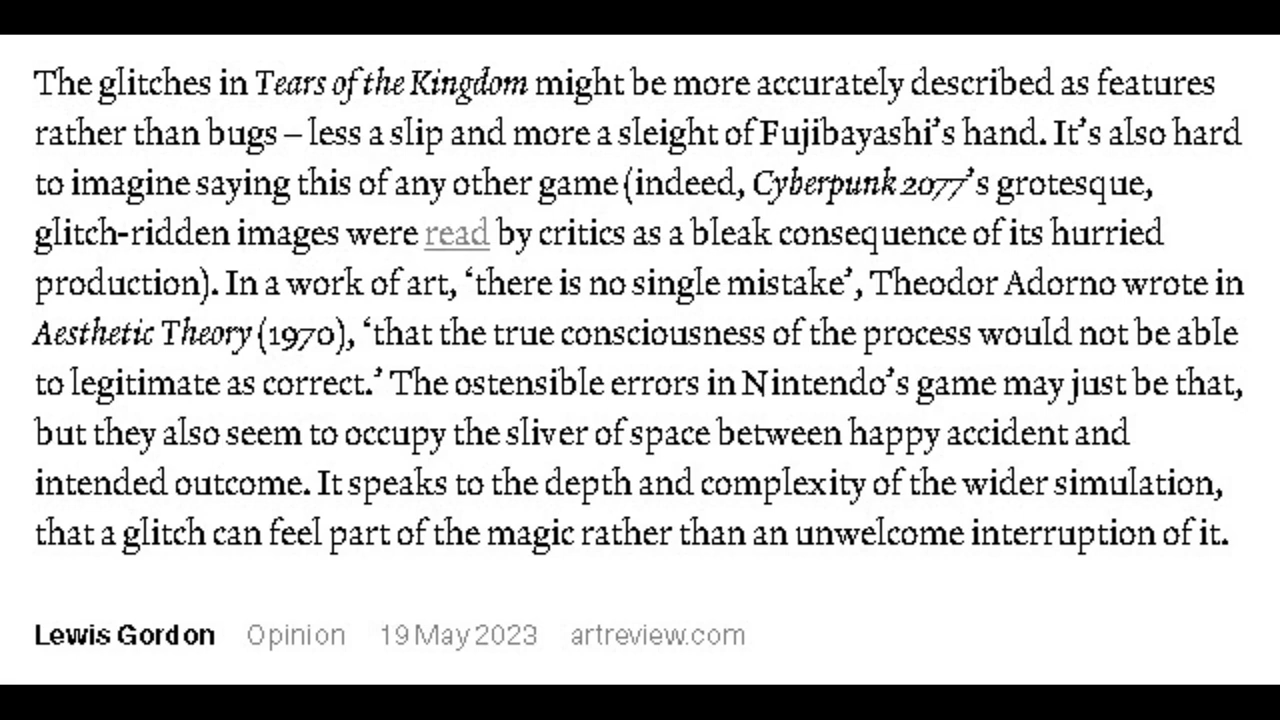 The glitches in Tears of the Kingdom might be more accurately described as features
rather than bugs – less a slip and more a sleight of Fujibayashi’s hand. It’s also hard
to imagine saying this of any other game (indeed, Cyberpunk 2077’s grotesque,
glitch-ridden images were read by critics as a bleak consequence of its hurried
production). In a work of art, ‘there is no single mistake’, Theodor Adorno wrote in
Aesthetic Theory (1970), ‘that the true consciousness of the process would not be able
to legitimate as correct.’ The ostensible errors in Nintendo’s game may just be that,
but they also seem to occupy the sliver of space between happy accident and
intended outcome. It speaks to the depth and complexity of the wider simulation,
that a glitch can feel part of the magic rather than an unwelcome interruption of it.
Lewis Gordon Opinion 19 May 2023 artreview.com